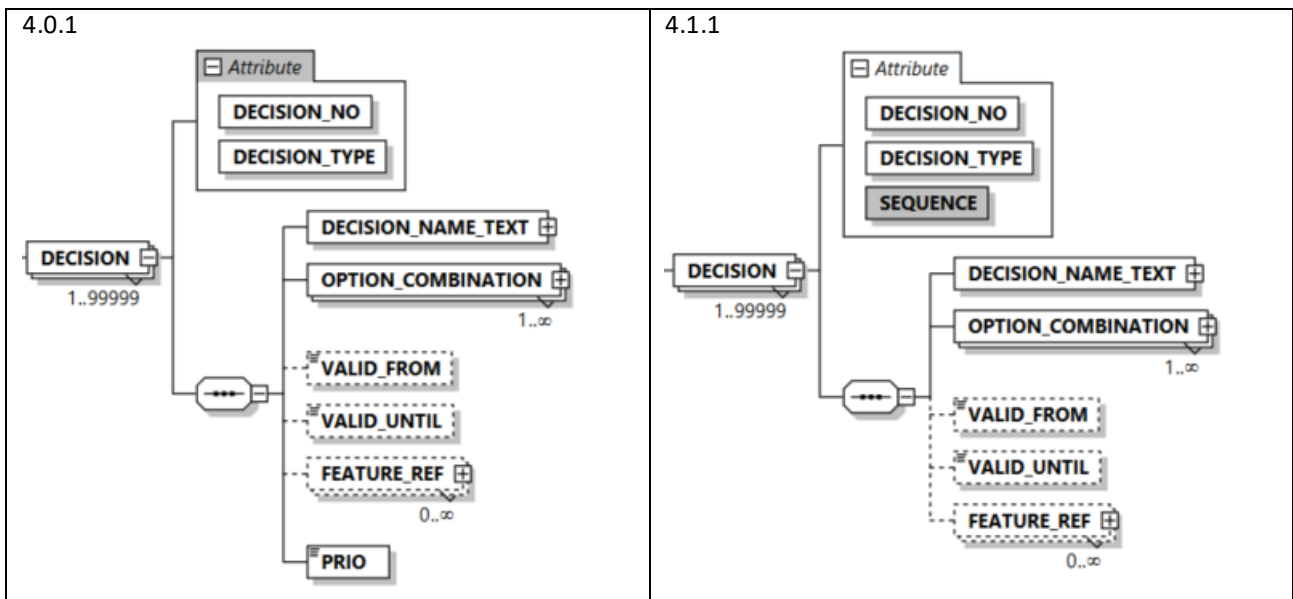 4.0.1
Attribute
DECISION_NO
DECISION_TYPE
DECISION_NAME_TEXT
DECISION
1..99999
OPTION_COMBINATION
1..∞
VALID_FROM
VALID_UNTIL
FEATURE_REF
0..∞
PRIO
4.1.1
Attribute
DECISION_NO
DECISION_TYPE
SEQUENCE
DECISION
1..99999
DECISION_NAME_TEXT
OPTION_COMBINATION
1..∞
VALID_FROM
VALID_UNTIL
FEATURE_REF
0..∞